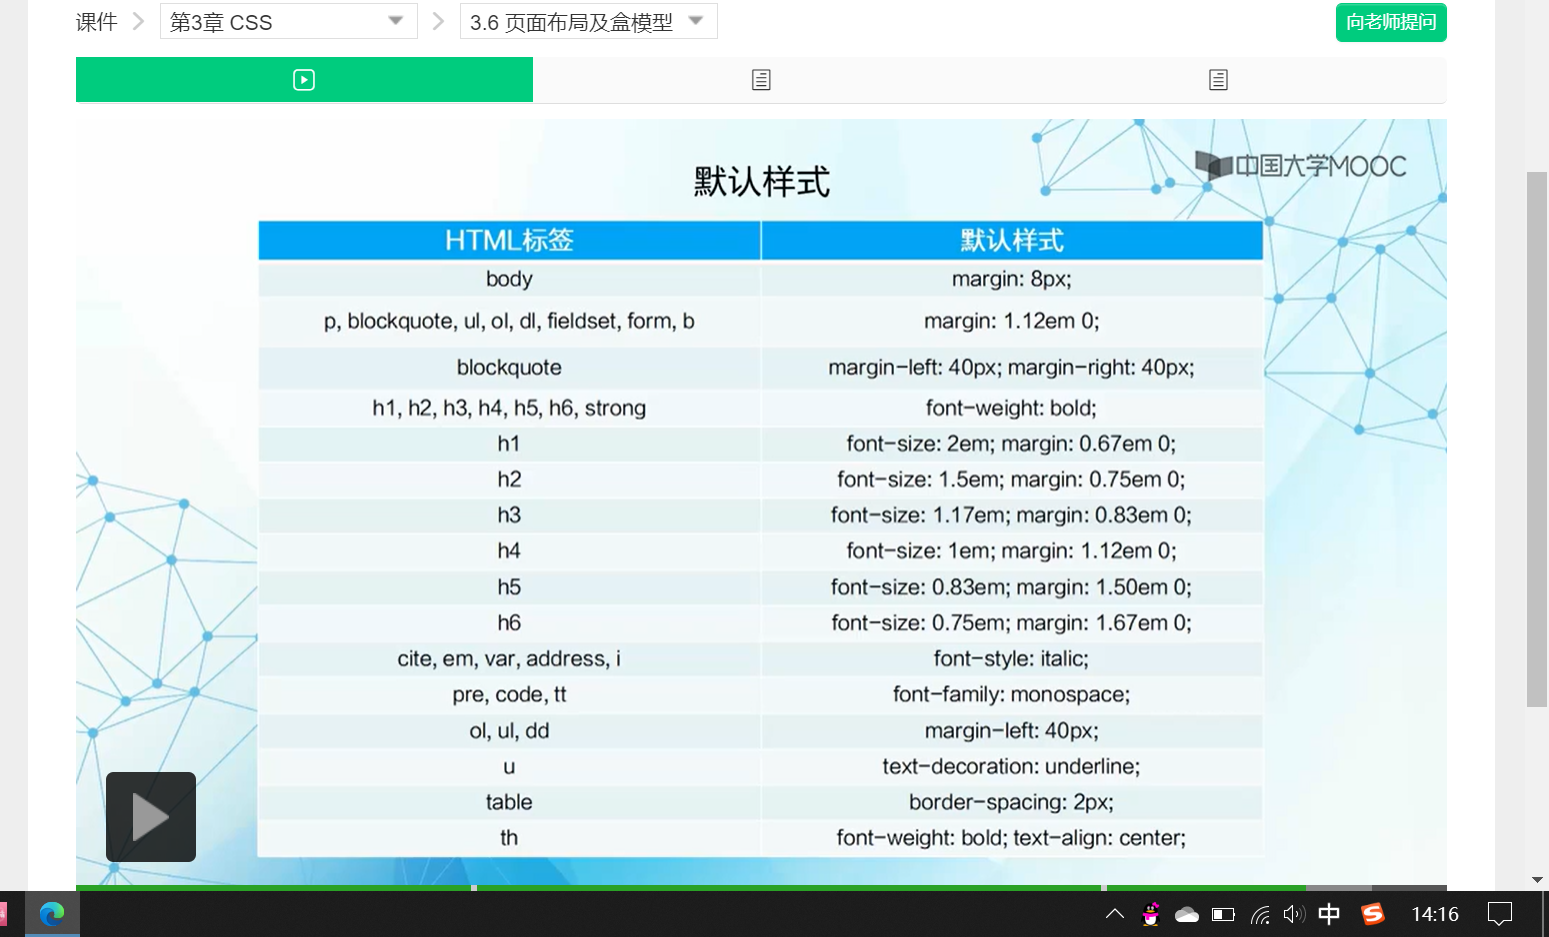 课件 第3章 CSS 3.6 页面布局及盒模型 向老师提问
中国大学MOOC
默认样式
HTML标签 默认样式
body margin: 8px;
p, blockquote, ul, ol, dl, fieldset, form, b margin: 1.12em 0;
blockquote margin-left: 40px; margin-right: 40px;
h1, h2, h3, h4, h5, h6, strong font-weight: bold;
h1 font-size: 2em; margin: 0.67em 0;
h2 font-size: 1.5em; margin: 0.75em 0;
h3 font-size: 1.17em; margin: 0.83em 0;
h4 font-size: 1em; margin: 1.12em 0;
h5 font-size: 0.83em; margin: 1.50em 0;
h6 font-size: 0.75em; margin: 1.67em 0;
cite, em, var, address, i font-style: italic;
pre, code, tt font-family: monospace;
ol, ul, dd margin-left: 40px;
u text-decoration: underline;
table border-spacing: 2px;
th font-weight: bold; text-align: center;
中 14:16